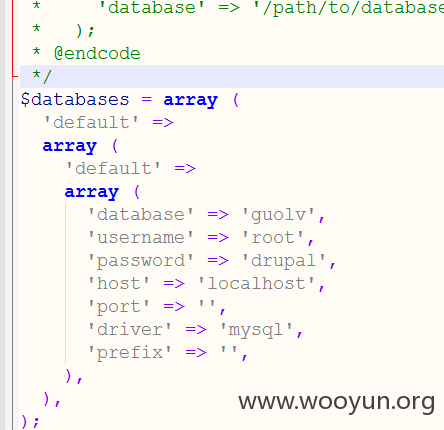 *     'database' => '/path/to/database
*   );
* @endcode
*/
$databases = array (
  'default' =>
  array (
    'default' =>
    array (
      'database' => 'guolv',
      'username' => 'root',
      'password' => 'drupal',
      'host' => 'localhost',
      'port' => '',
      'driver' => 'mysql',
      'prefix' => '',
    ),
  ),
);
www.wooyun.org